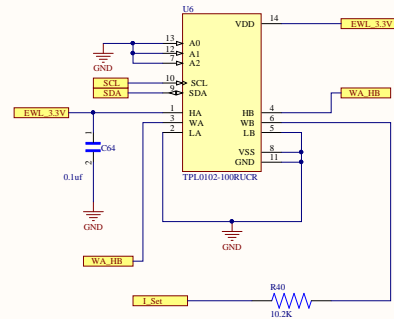 U6
VDD 14 EWL_3.3V
13 A0
12 A1
7 A2
GND
SCL 10 SCL
SDA 9 SDA
EWL_3.3V 1 HA HB 4 WA_HB
3 WA WB 6
2 LA LB 5
1 C64 VSS 8
2 GND 11
0.1uf TPL0102-100RUCR
GND GND
WA_HB
I_Set R40
10.2K